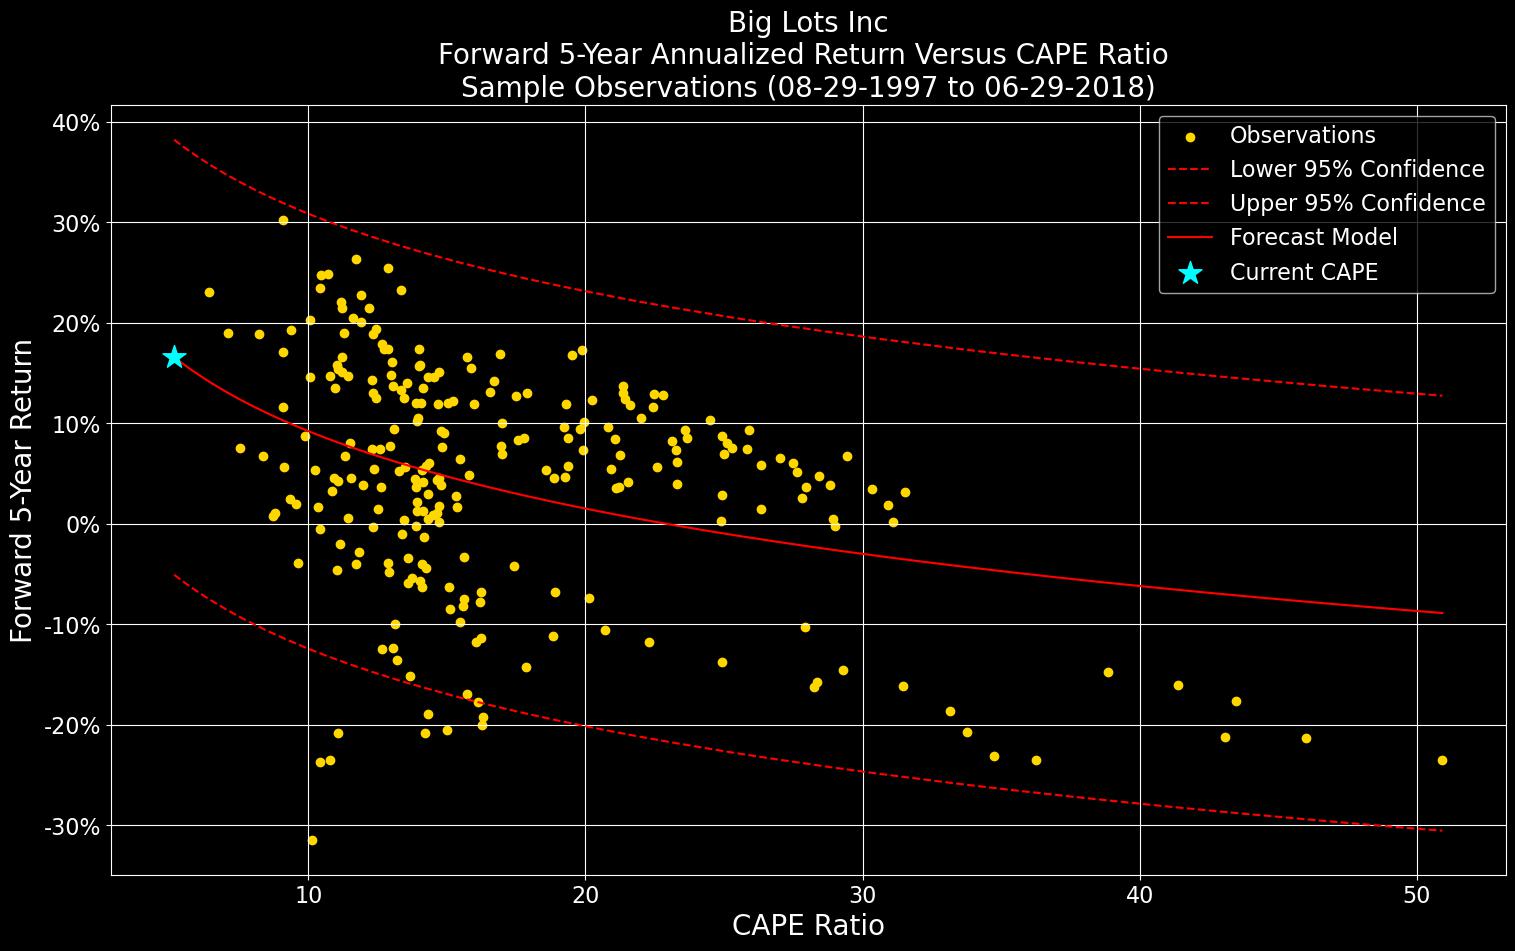 Big Lots Inc
Forward 5-Year Annualized Return Versus CAPE Ratio
Sample Observations (08-29-1997 to 06-29-2018)
Observations
Lower 95% Confidence
Upper 95% Confidence
Forecast Model
Current CAPE
Forward 5-Year Return
40%
30%
20%
10%
0%
-10%
-20%
-30%
10 20 30 40 50
CAPE Ratio